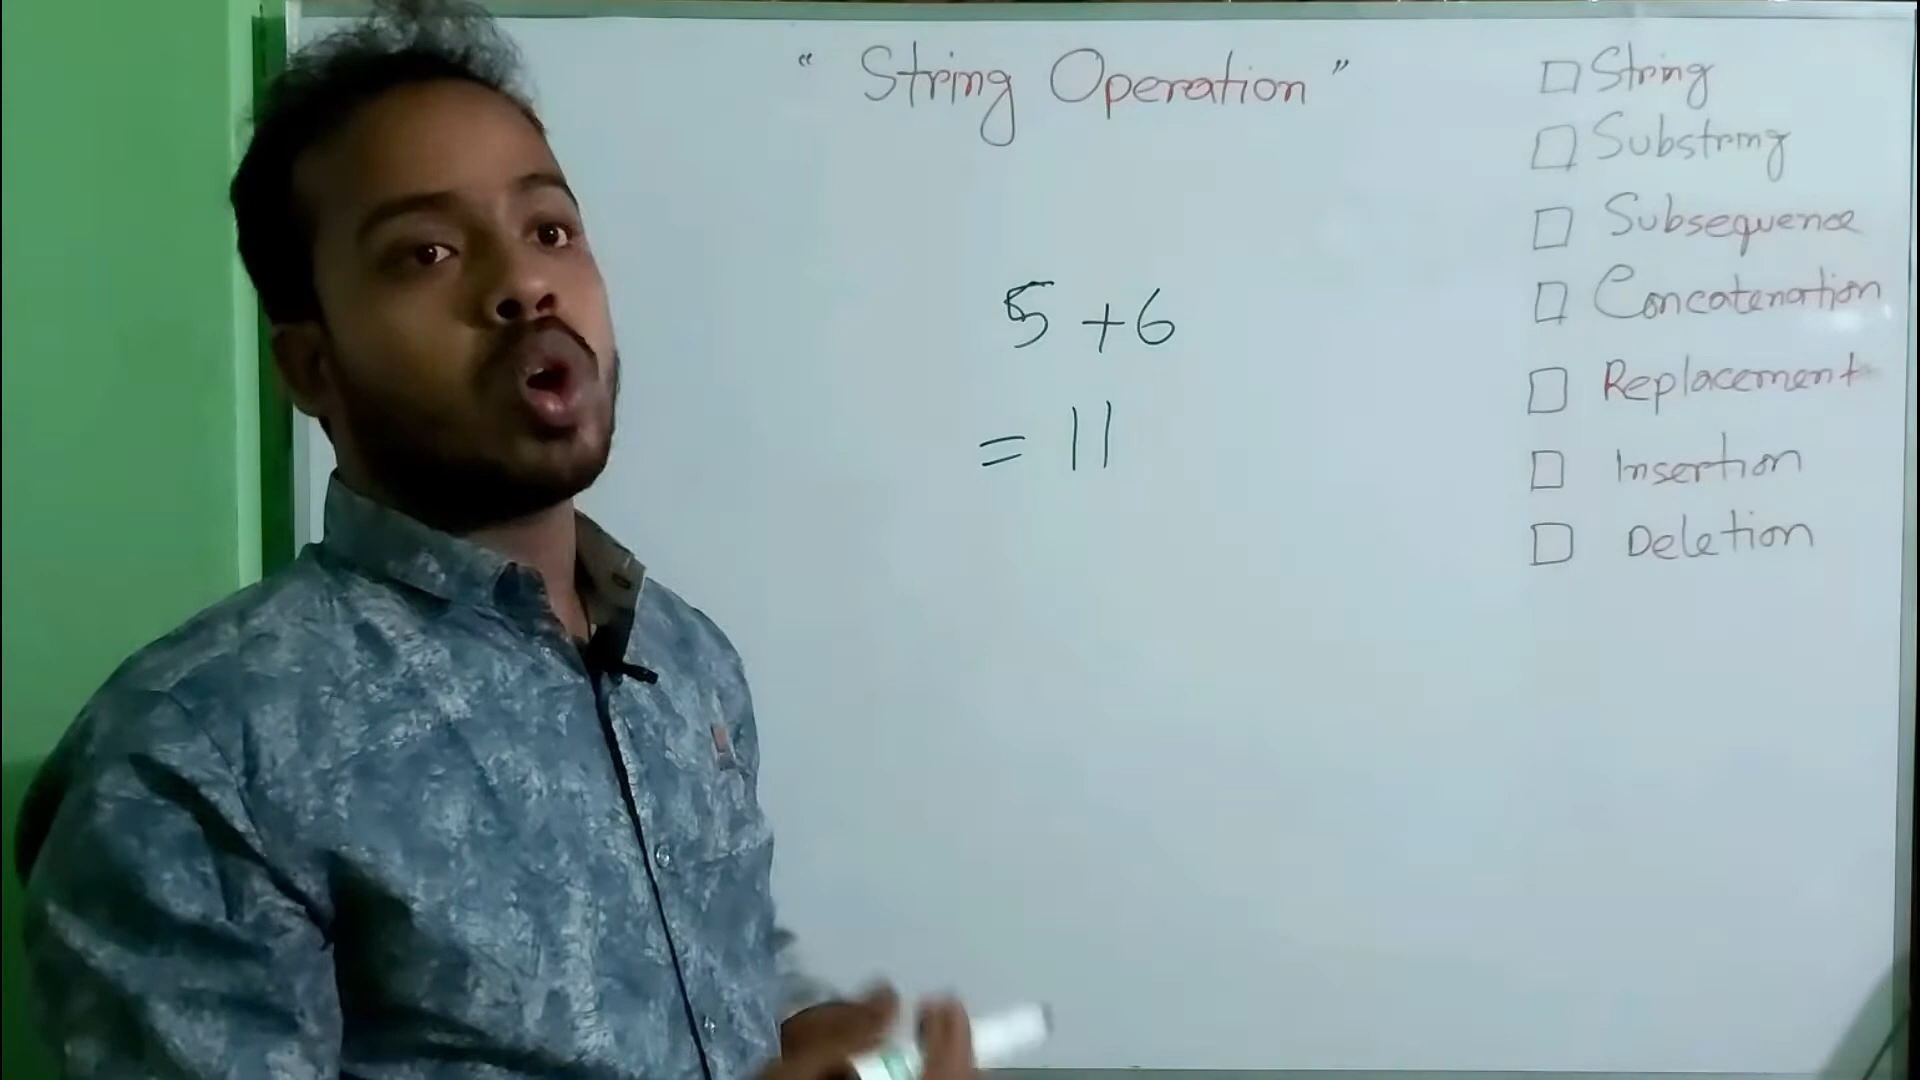 " String Operation "
5 + 6
= 11
String
Substring
Subsequence
Concatenation
Replacement
Insertion
Deletion